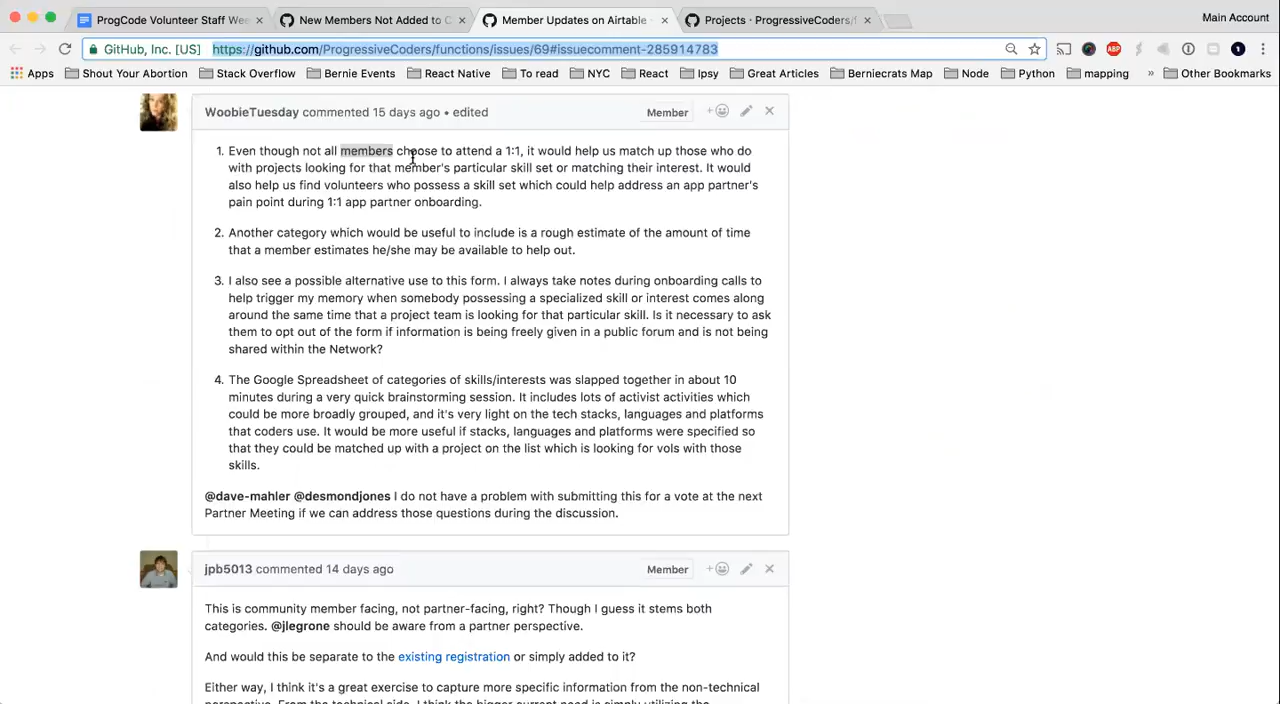 ProgCode Volunteer Staff Wee
New Members Not Added to C
Member Updates on Airtable
Projects · ProgressiveCoders/f
Main Account
GitHub, Inc. [US]
https://github.com/ProgressiveCoders/functions/issues/69#issuecomment-285914783
ABP
1
Apps
Shout Your Abortion
Stack Overflow
Bernie Events
React Native
To read
NYC
React
Ipsy
Great Articles
Berniecrats Map
Node
Python
mapping
»
Other Bookmarks
WoobieTuesday commented 15 days ago • edited
Member
1. Even though not all members choose to attend a 1:1, it would help us match up those who do
with projects looking for that member's particular skill set or matching their interest. It would
also help us find volunteers who possess a skill set which could help address an app partner's
pain point during 1:1 app partner onboarding.
2. Another category which would be useful to include is a rough estimate of the amount of time
that a member estimates he/she may be available to help out.
3. I also see a possible alternative use to this form. I always take notes during onboarding calls to
help trigger my memory when somebody possessing a specialized skill or interest comes along
around the same time that a project team is looking for that particular skill. Is it necessary to ask
them to opt out of the form if information is being freely given in a public forum and is not being
shared within the Network?
4. The Google Spreadsheet of categories of skills/interests was slapped together in about 10
minutes during a very quick brainstorming session. It includes lots of activist activities which
could be more broadly grouped, and it's very light on the tech stacks, languages and platforms
that coders use. It would be more useful if stacks, languages and platforms were specified so
that they could be matched up with a project on the list which is looking for vols with those
skills.
@dave-mahler @desmondjones I do not have a problem with submitting this for a vote at the next
Partner Meeting if we can address those questions during the discussion.
jpb5013 commented 14 days ago
Member
This is community member facing, not partner-facing, right? Though I guess it stems both
categories. @jlegrone should be aware from a partner perspective.
And would this be separate to the existing registration or simply added to it?
Either way, I think it's a great exercise to capture more specific information from the non-technical
perspective. From the technical side, I think the bigger current need is simply utilizing the